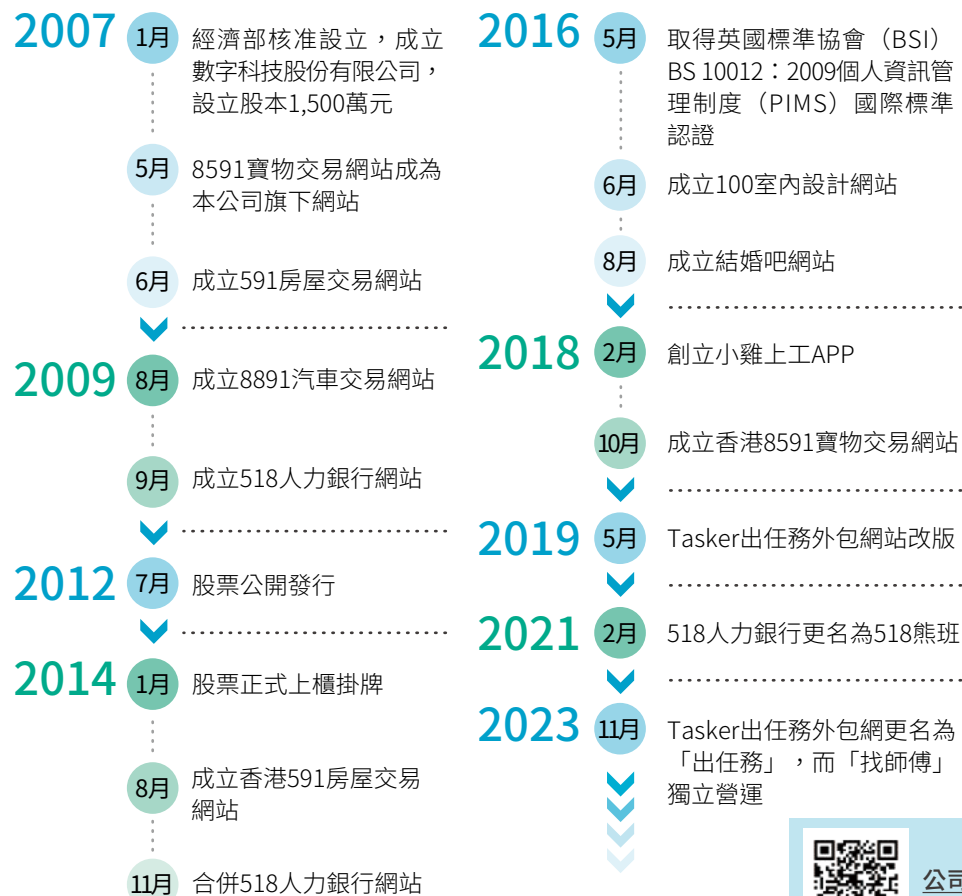 2007
1月
經濟部核准設立，成立
數字科技股份有限公司，
設立股本1,500萬元
5月
8591寶物交易網站成為
本公司旗下網站
6月
成立591房屋交易網站
2009
8月
成立8891汽車交易網站
9月
成立518人力銀行網站
2012
7月
股票公開發行
2014
1月
股票正式上櫃掛牌
8月
成立香港591房屋交易
網站
11月
合併518人力銀行網站
2016
5月
取得英國標準協會（BSI）
BS 10012：2009個人資訊管
理制度（PIMS）國際標準
認證
6月
成立100室內設計網站
8月
成立結婚吧網站
2018
2月
創立小雞上工APP
10月
成立香港8591寶物交易網站
2019
5月
Tasker出任務外包網站改版
2021
2月
518人力銀行更名為518熊班
2023
11月
Tasker出任務外包網更名為
「出任務」，而「找師傅」
獨立營運
公司